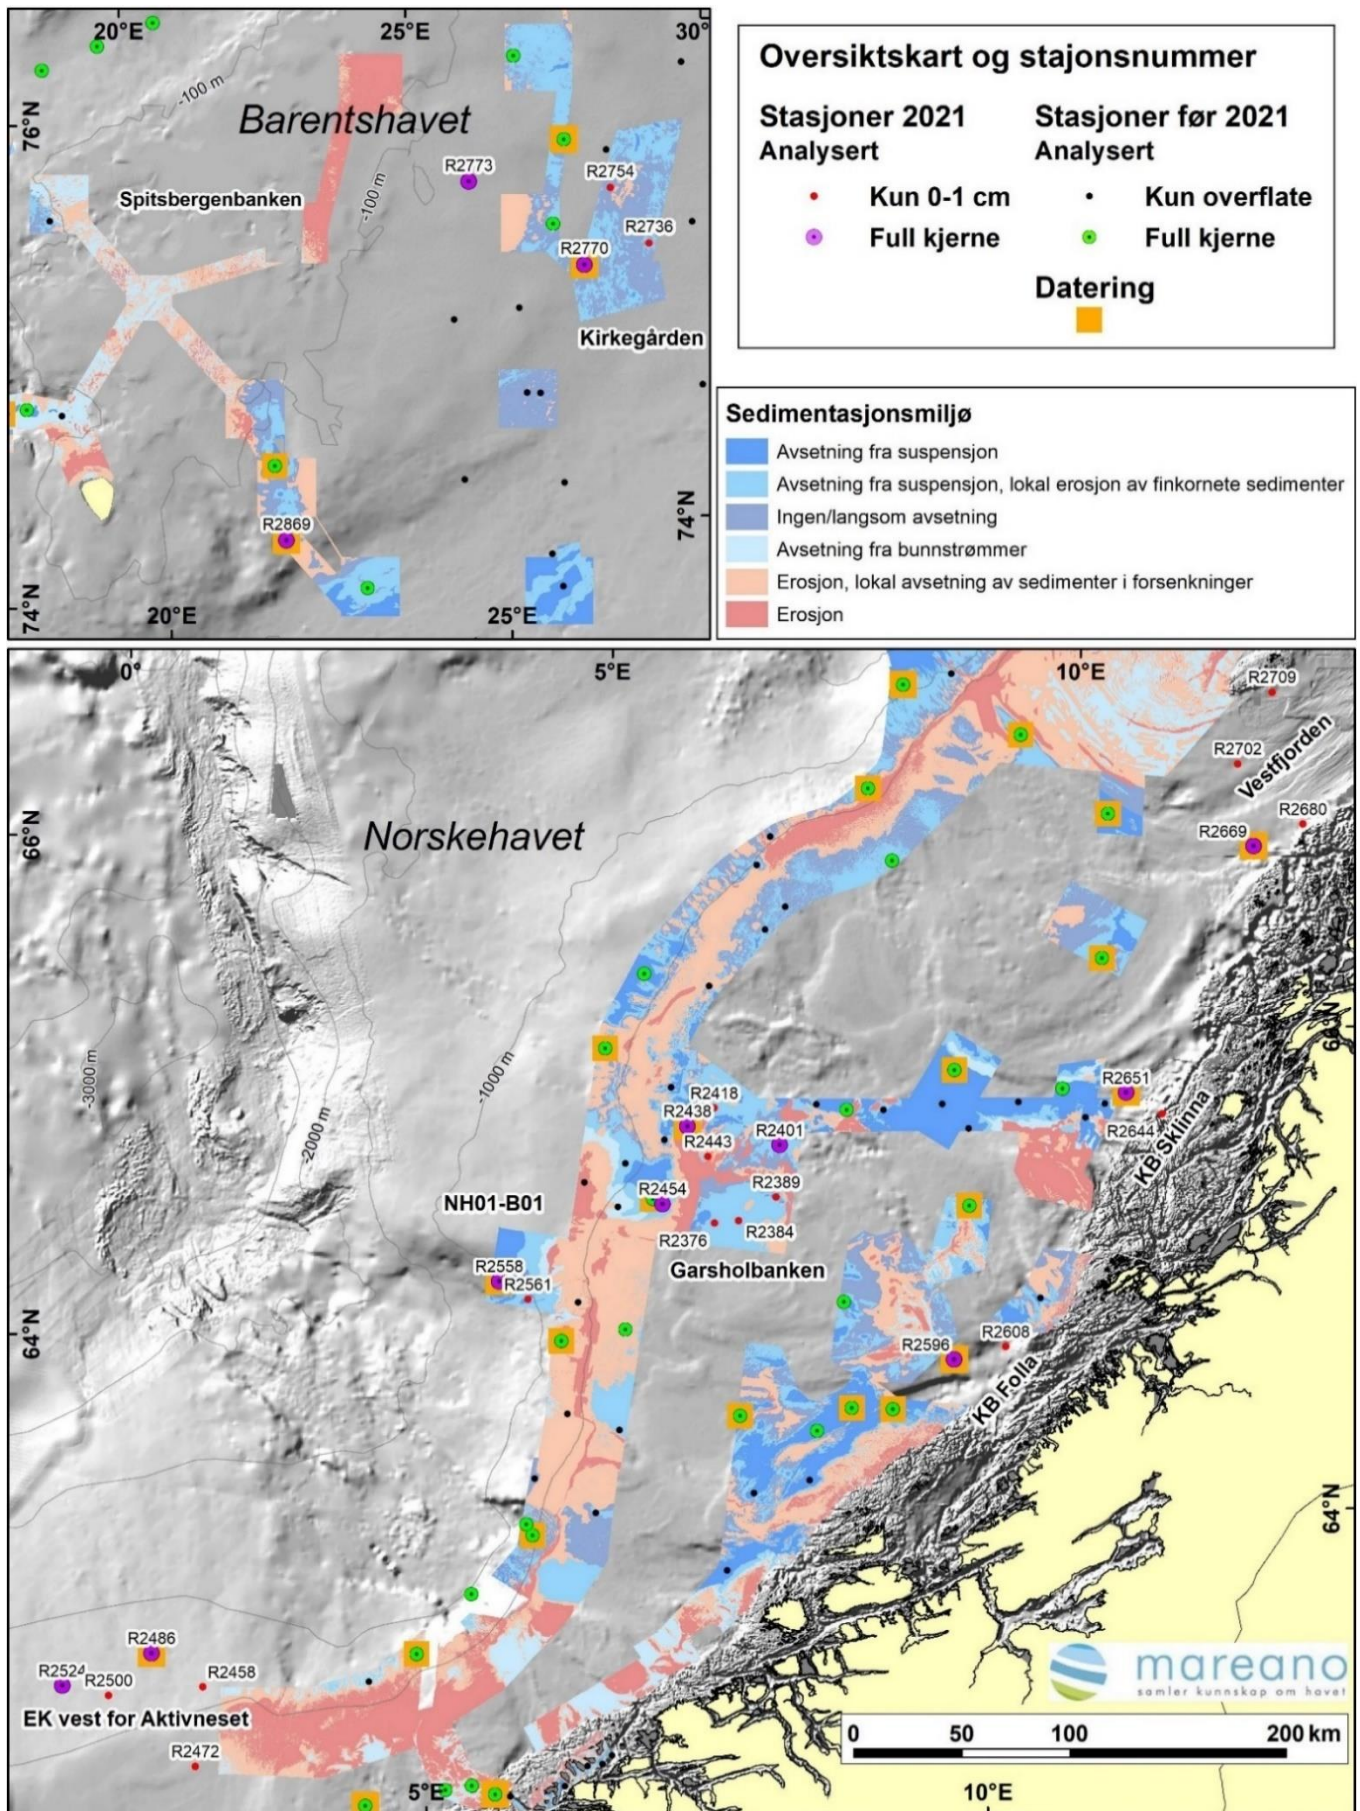 20°E
25°E
30°
76°N
-100 m
Barentshavet
R2773
R2754
Spitsbergenbanken
-100 m
R2736
R2770
Kirkegården
R2869
74°N
74°N
20°E
25°E
Oversiktskart og stajonsnummer
Stasjoner 2021
Stasjoner før 2021
Analysert
Analysert
Kun 0-1 cm
Kun overflate
Full kjerne
Full kjerne
Datering
Sedimentasjonsmiljø
Avsetning fra suspensjon
Avsetning fra suspensjon, lokal erosjon av finkornete sedimenter
Ingen/langsom avsetning
Avsetning fra bunnstrømmer
Erosjon, lokal avsetning av sedimenter i forsenkninger
Erosjon
0°
5°E
10°E
R2709
R2702
Vestfjorden
66°N
Norskehavet
R2680
R2669
66°N
-3000 m
-1000 m
-2000 m
R2418
R2651
R2438
R2443
R2401
R2644
KB Sklinna
R2454
R2389
NH01-B01
R2376
R2384
R2558
R2561
Garsholbanken
64°N
R2596
R2608
KB Folla
64°N
R2486
R2524
R2500
R2458
EK vest for Aktivneset
R2472
mareano
samler kunnskap om havet
0
50
100
200 km
5°E
10°E